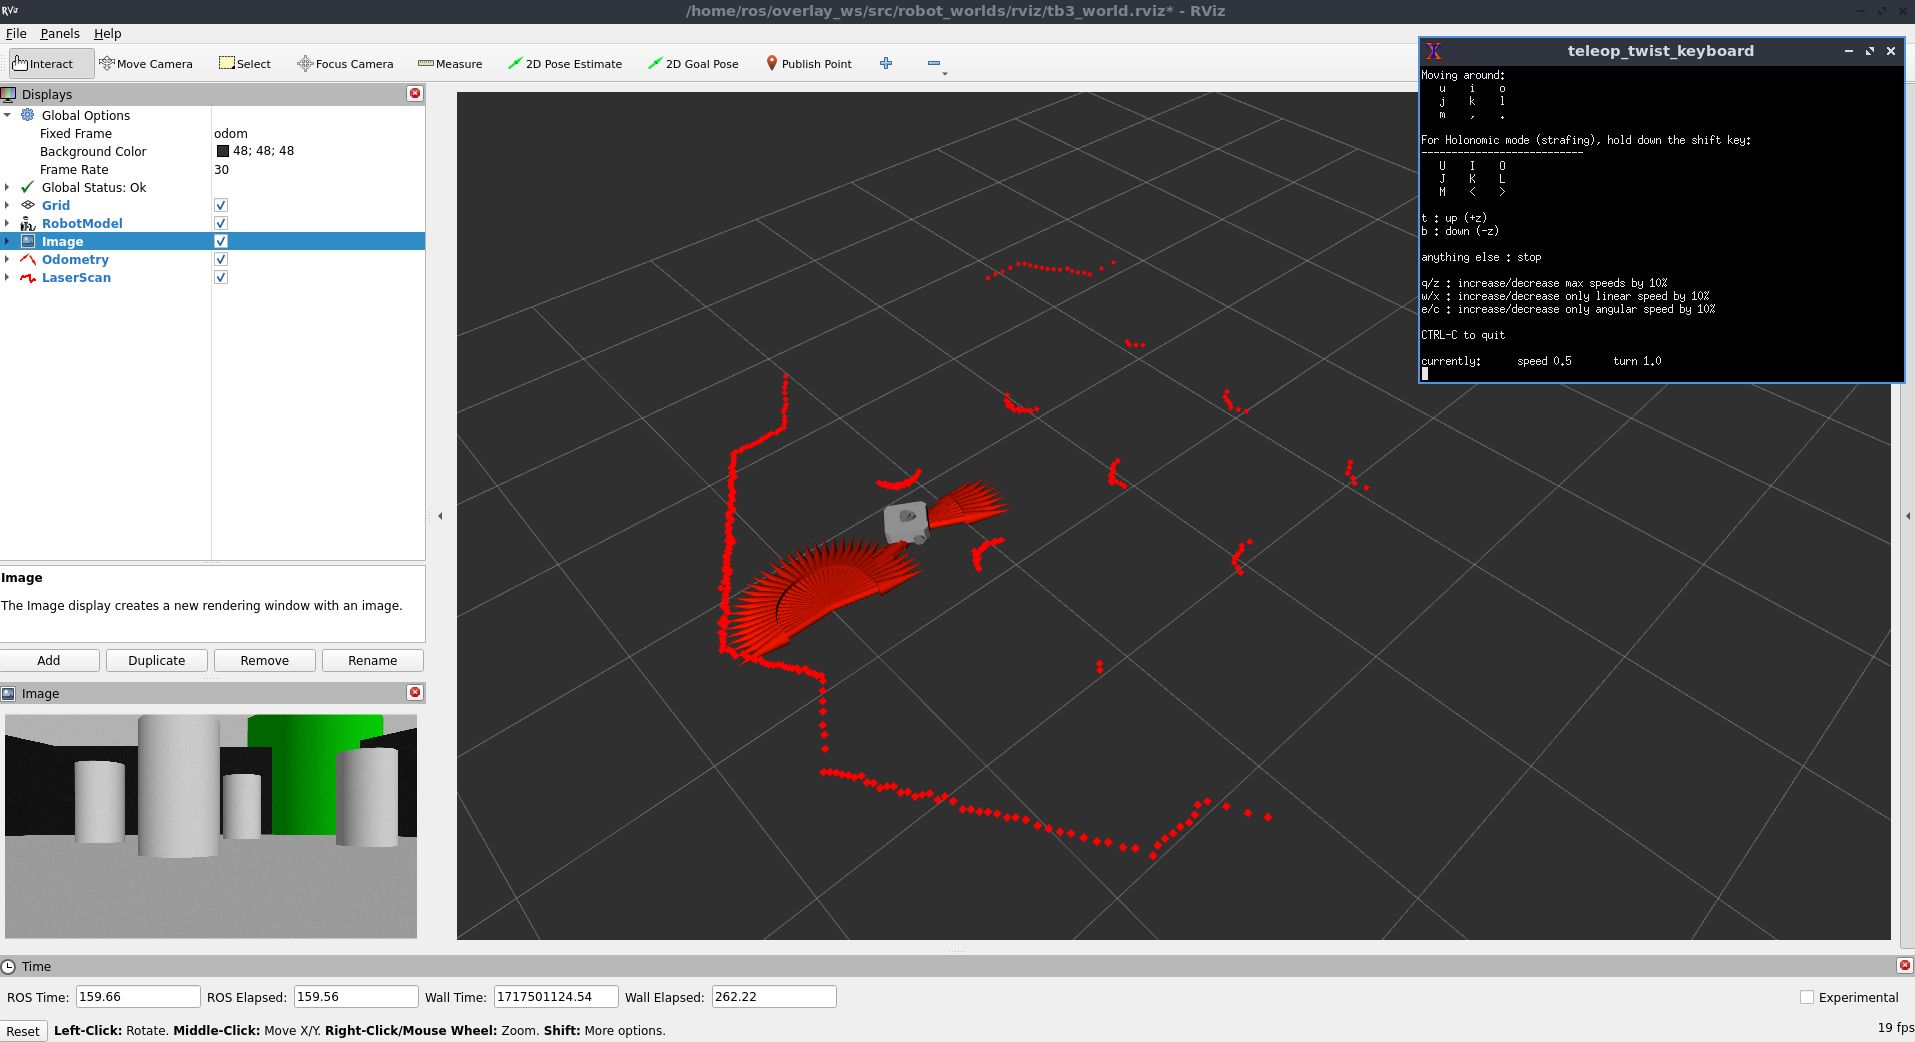 RViz
/home/ros/overlay_ws/src/robot_worlds/rviz/tb3_world.rviz* - RViz
File Panels Help
Interact Move Camera Select Focus Camera Measure 2D Pose Estimate 2D Goal Pose Publish Point
Displays
Global Options
Fixed Frame odom
Background Color 48; 48; 48
Frame Rate 30
Global Status: Ok
Grid
RobotModel
Image
Odometry
LaserScan
Image
The Image display creates a new rendering window with an image.
Add Duplicate Remove Rename
Image
teleop_twist_keyboard
Moving around:
u i o
j k l
m , .
For Holonomic mode (strafing), hold down the shift key:
---------------------------
U I O
J K L
M < >
t : up (+z)
b : down (-z)
anything else : stop
q/z : increase/decrease max speeds by 10%
w/x : increase/decrease only linear speed by 10%
e/c : increase/decrease only angular speed by 10%
CTRL-C to quit
currently: speed 0.5 turn 1.0
Time
ROS Time: 159.66 ROS Elapsed: 159.56 Wall Time: 1717501124.54 Wall Elapsed: 262.22 Experimental
Reset Left-Click: Rotate. Middle-Click: Move X/Y. Right-Click/Mouse Wheel: Zoom. Shift: More options. 19 fps